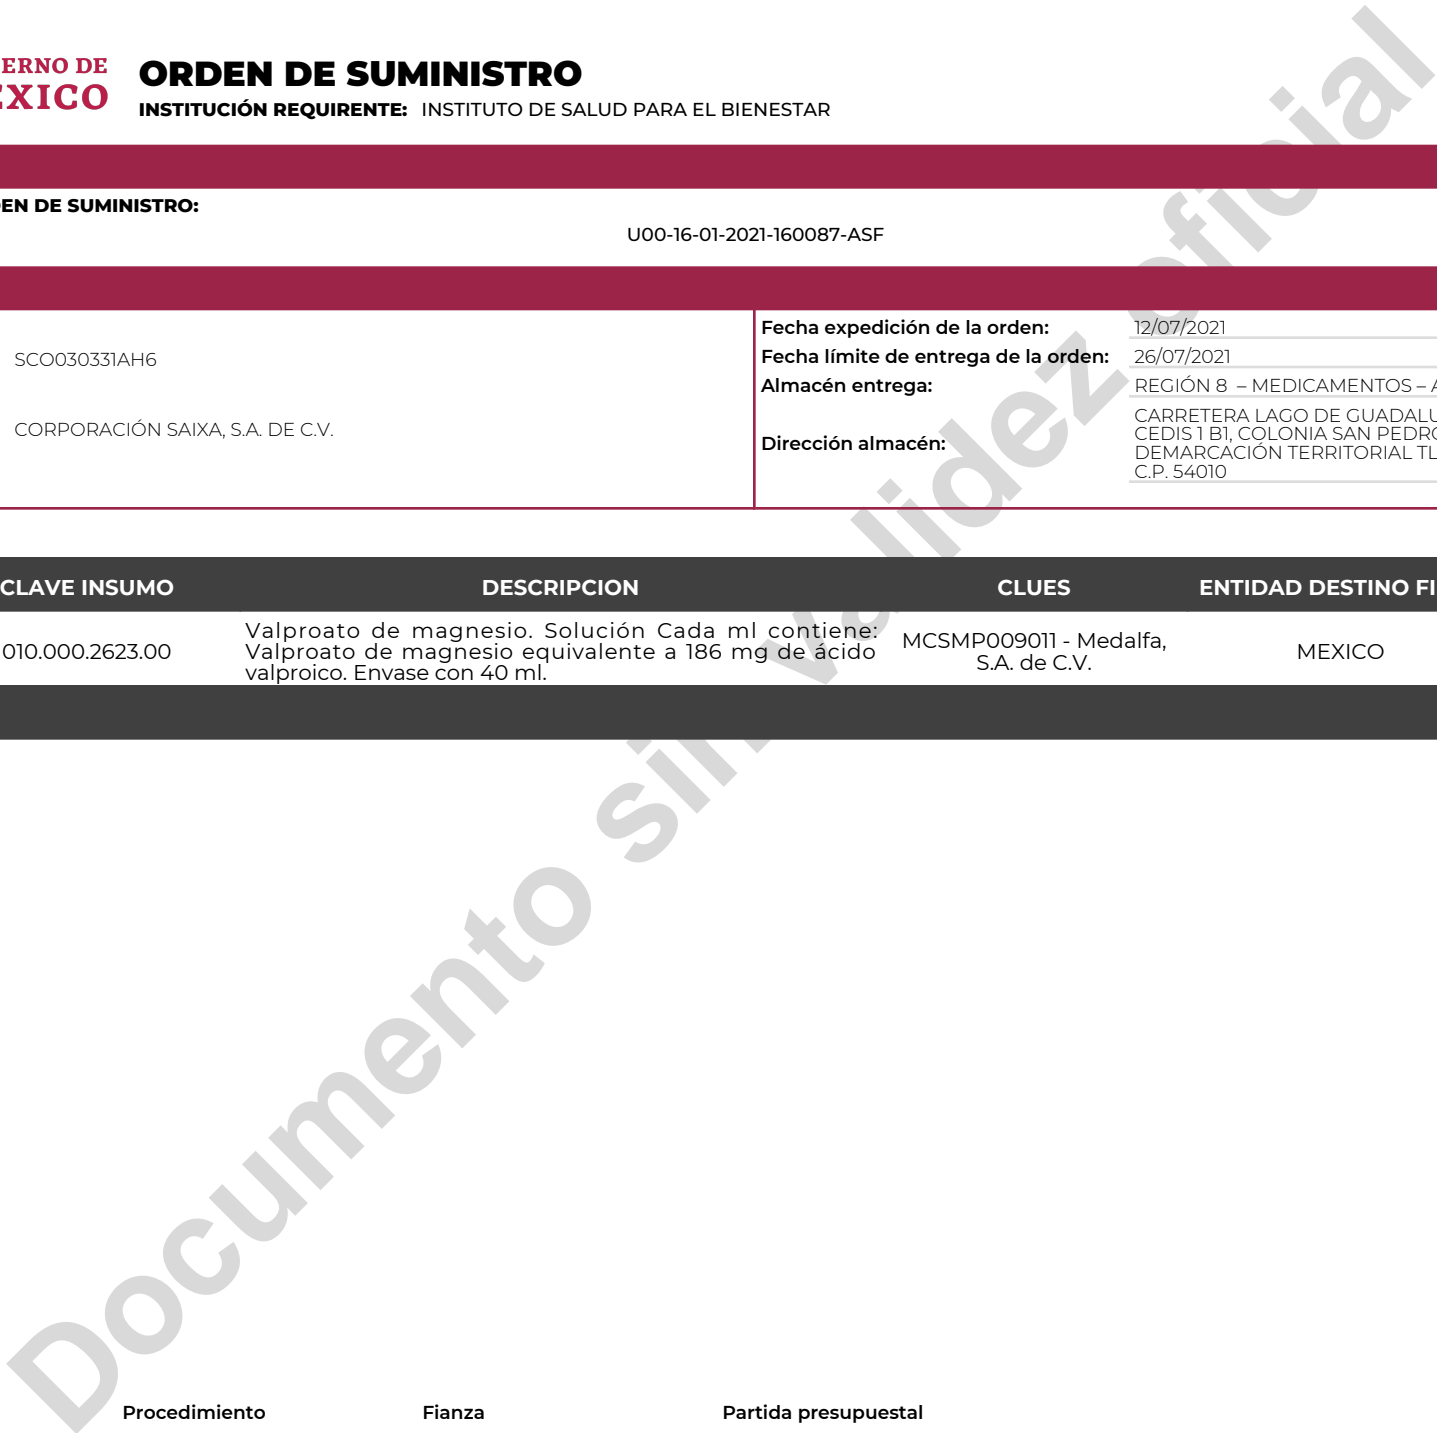 ERNO DE
EXICO
ORDEN DE SUMINISTRO
INSTITUCIÓN REQUIRENTE: INSTITUTO DE SALUD PARA EL BIENESTAR
EN DE SUMINISTRO:
U00-16-01-2021-160087-ASF
SCO030331AH6
CORPORACIÓN SAIXA, S.A. DE C.V.
Fecha expedición de la orden: 12/07/2021
Fecha límite de entrega de la orden: 26/07/2021
Almacén entrega: REGIÓN 8 – MEDICAMENTOS – A
Dirección almacén:
CARRETERA LAGO DE GUADALU
CEDIS 1 B1, COLONIA SAN PEDRO
DEMARCACIÓN TERRITORIAL TL
C.P. 54010
CLAVE INSUMO DESCRIPCION CLUES ENTIDAD DESTINO FI
010.000.2623.00
Valproato de magnesio. Solución Cada ml contiene:
Valproato de magnesio equivalente a 186 mg de ácido
valproico. Envase con 40 ml.
MCSMP009011 - Medalfa,
S.A. de C.V.
MEXICO
Documento sin validez oficial
Procedimiento Fianza Partida presupuestal